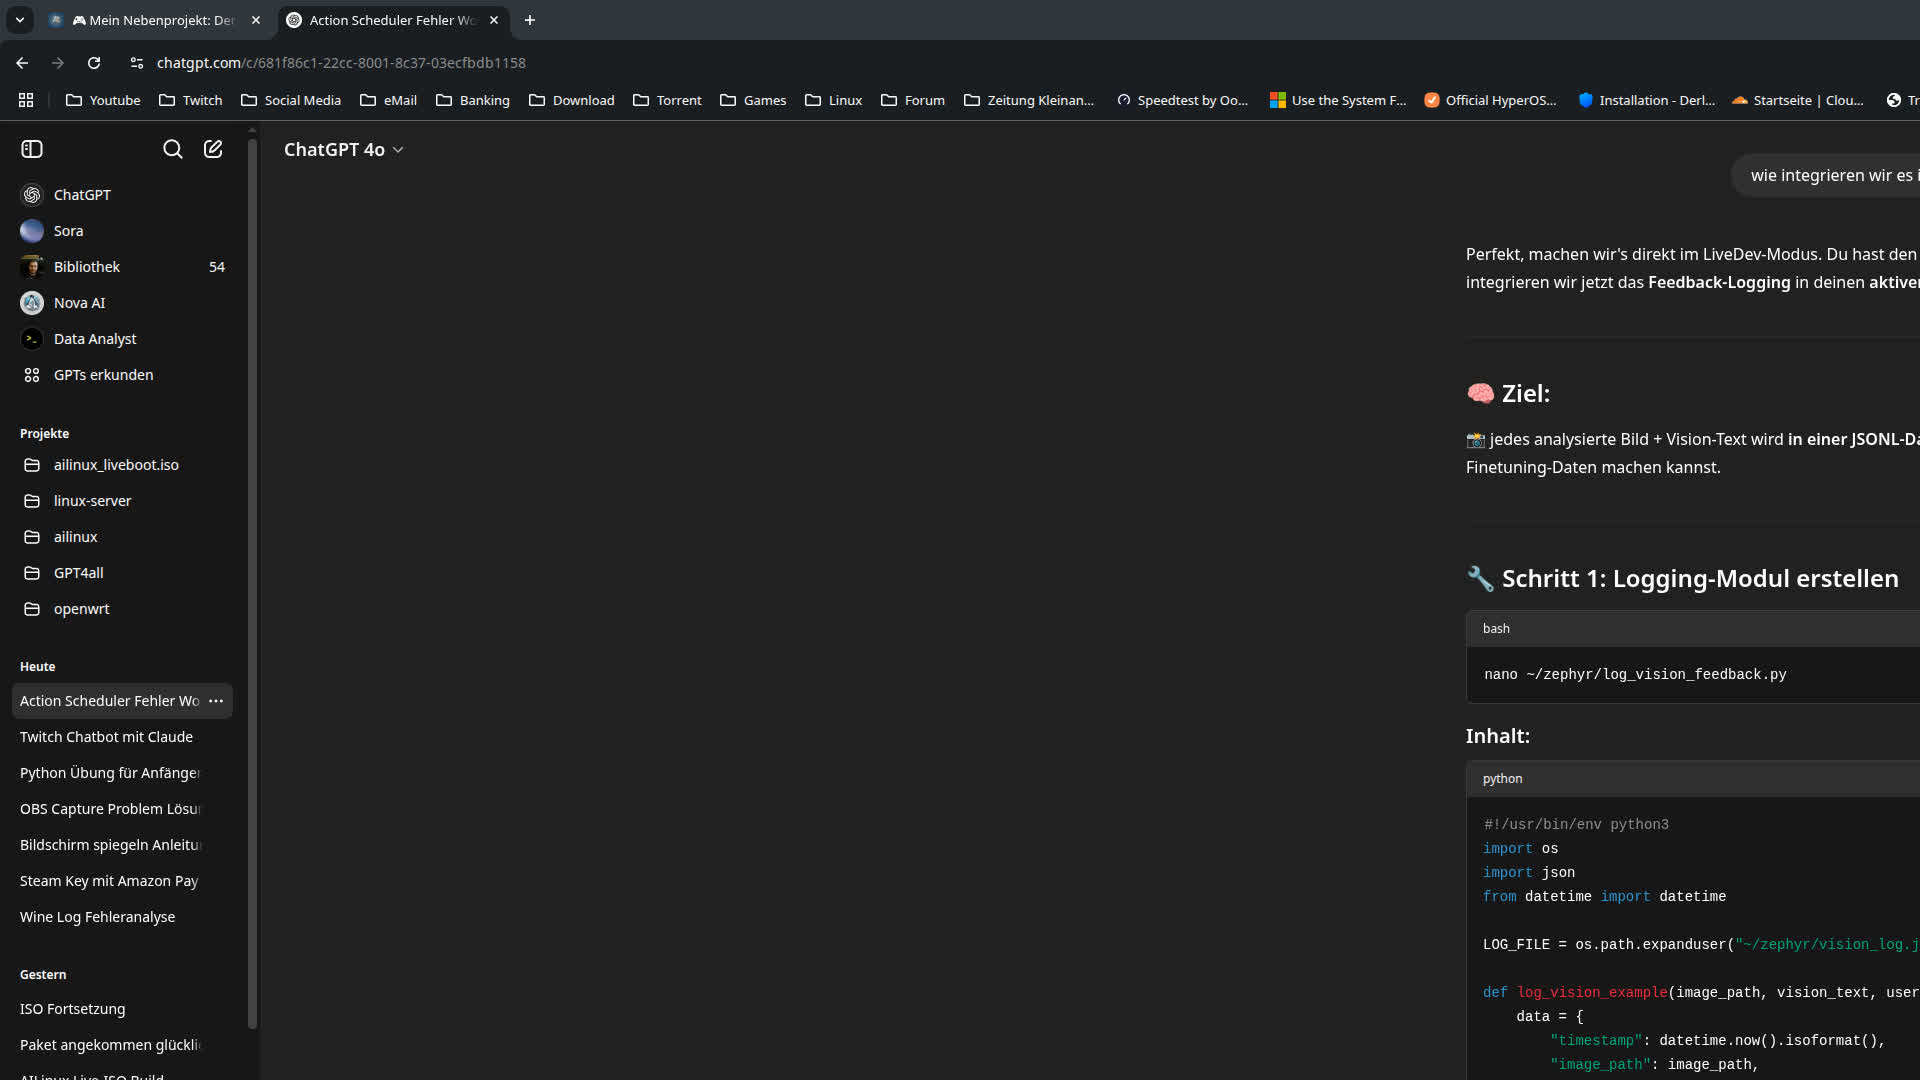 🎮 Mein Nebenprojekt: Der
Action Scheduler Fehler Wo
chatgpt.com/c/681f86c1-22cc-8001-8c37-03ecfbdb1158
Youtube
Twitch
Social Media
eMail
Banking
Download
Torrent
Games
Linux
Forum
Zeitung Kleinan...
Speedtest by Oo...
Use the System F...
Official HyperOS...
Installation - Derl...
Startseite | Clou...
Tr
ChatGPT
Sora
Bibliothek 54
Nova AI
Data Analyst
GPTs erkunden
Projekte
ailinux_liveboot.iso
linux-server
ailinux
GPT4all
openwrt
Heute
Action Scheduler Fehler Wo
Twitch Chatbot mit Claude
Python Übung für Anfänger
OBS Capture Problem Lösu
Bildschirm spiegeln Anleitu
Steam Key mit Amazon Pay
Wine Log Fehleranalyse
Gestern
ISO Fortsetzung
Paket angekommen glückli
AILinux Live ISO Build
ChatGPT 4o
wie integrieren wir es i
Perfekt, machen wir's direkt im LiveDev-Modus. Du hast den
integrieren wir jetzt das Feedback-Logging in deinen aktiven
🧠 Ziel:
📸 jedes analysierte Bild + Vision-Text wird in einer JSONL-Da
Finetuning-Daten machen kannst.
🔧 Schritt 1: Logging-Modul erstellen
bash
nano ~/zephyr/log_vision_feedback.py
Inhalt:
python
#!/usr/bin/env python3
import os
import json
from datetime import datetime
LOG_FILE = os.path.expanduser("~/zephyr/vision_log.j
def log_vision_example(image_path, vision_text, user
data = {
"timestamp": datetime.now().isoformat(),
"image_path": image_path,